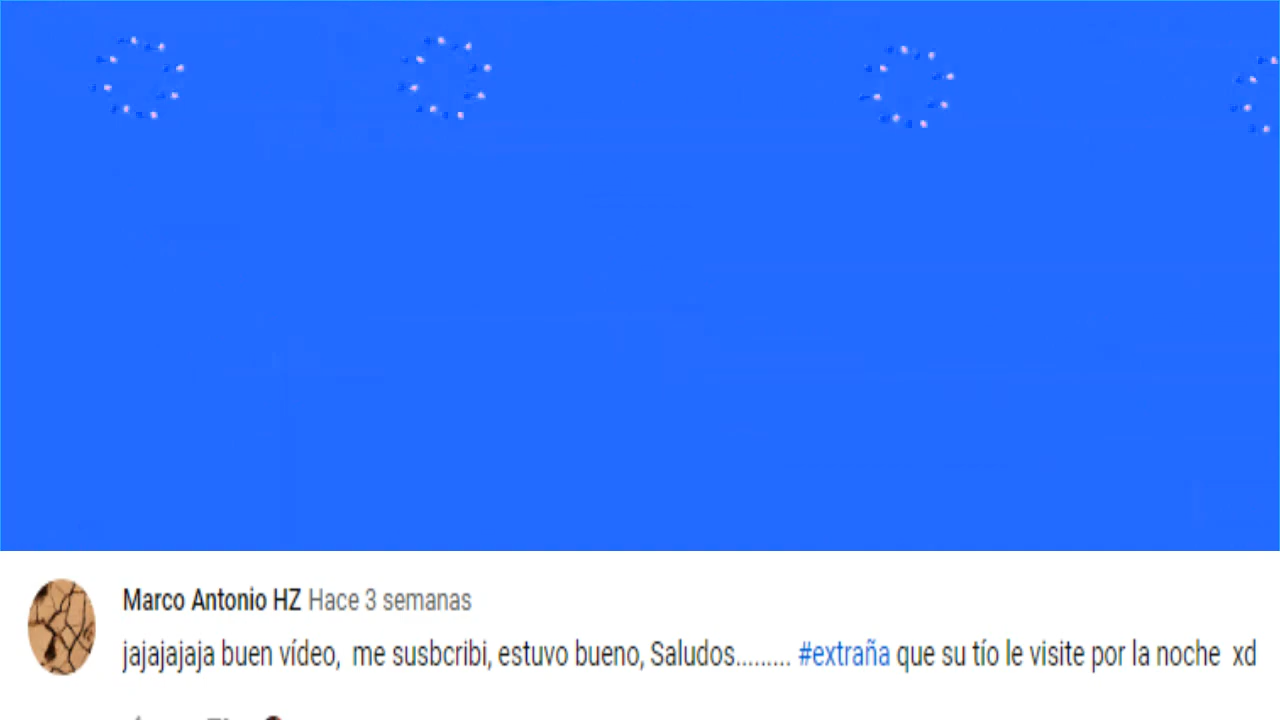 Marco Antonio HZ Hace 3 semanas
jajajajaja buen vídeo,  me susbcribi, estuvo bueno, Saludos......... #extraña que su tío le visite por la noche  xd